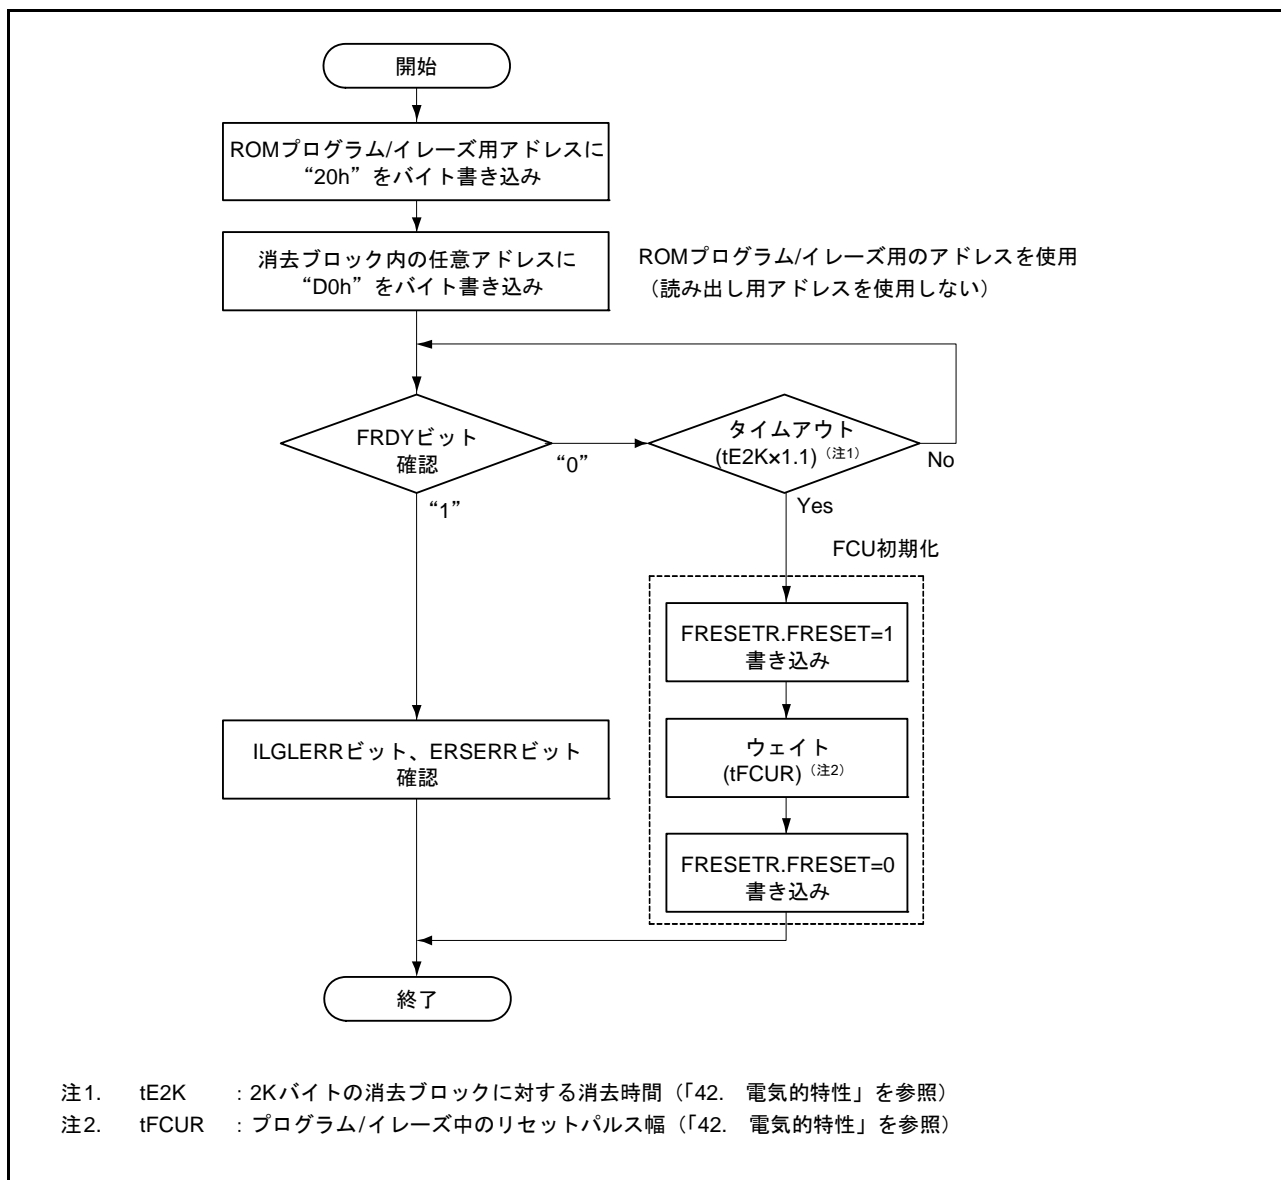 開始
ROMプログラム/イレーズ用アドレスに
“20h”をバイト書き込み
消去ブロック内の任意アドレスに
“D0h”をバイト書き込み
ROMプログラム/イレーズ用のアドレスを使用
（読み出し用アドレスを使用しない）
FRDYビット
確認
“0”
“1”
タイムアウト
(tE2K×1.1)（注1）
No
Yes
FCU初期化
FRESETR.FRESET=1
書き込み
ウェイト
(tFCUR)（注2）
FRESETR.FRESET=0
書き込み
ILGLERRビット、ERSERRビット
確認
終了
注1. tE2K : 2Kバイトの消去ブロックに対する消去時間（「42. 電気的特性」を参照）
注2. tFCUR : プログラム/イレーズ中のリセットパルス幅（「42. 電気的特性」を参照）